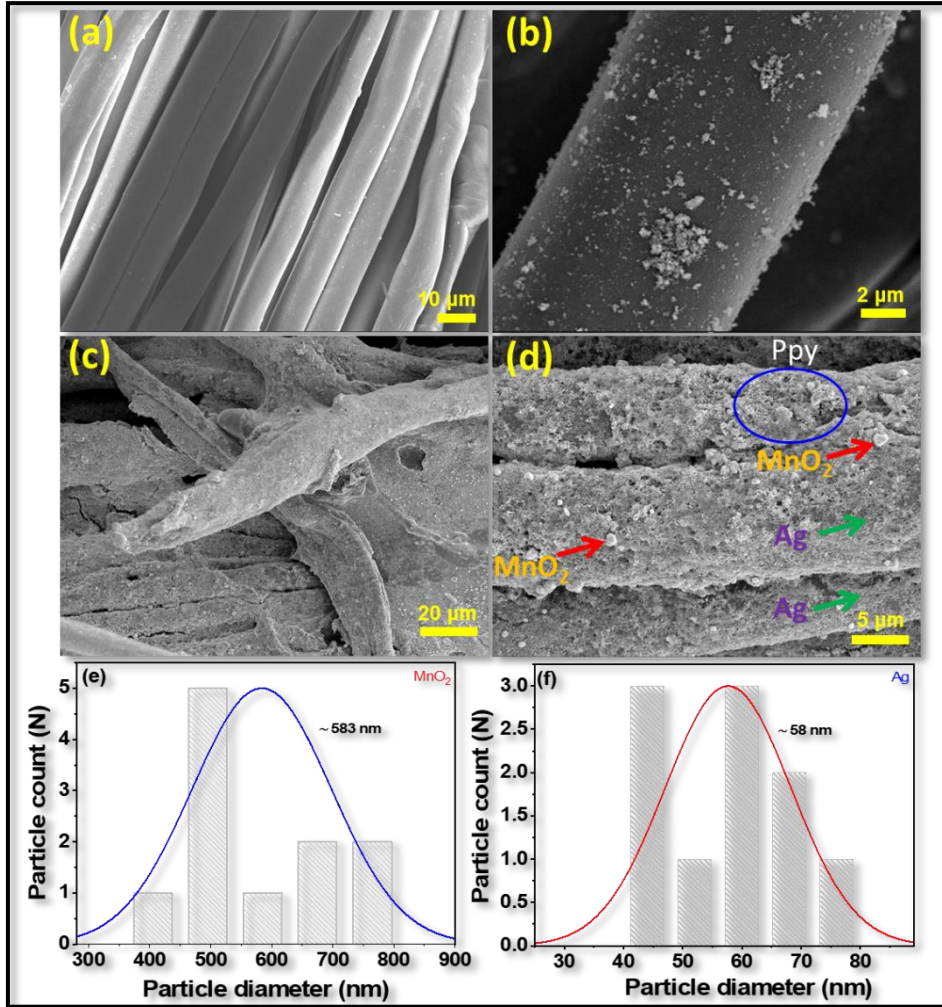 (a)
10 µm
(b)
2 µm
(c)
20 µm
(d)
Ppy
MnO₂
Ag
MnO₂
Ag
5 µm
(e)
MnO₂
~ 583 nm
Particle count (N)
5
4
3
2
1
0
300 400 500 600 700 800 900
Particle diameter (nm)
(f)
Ag
~ 58 nm
Particle count (N)
3.0
2.5
2.0
1.5
1.0
0.5
0.0
30 40 50 60 70 80
Particle diameter (nm)